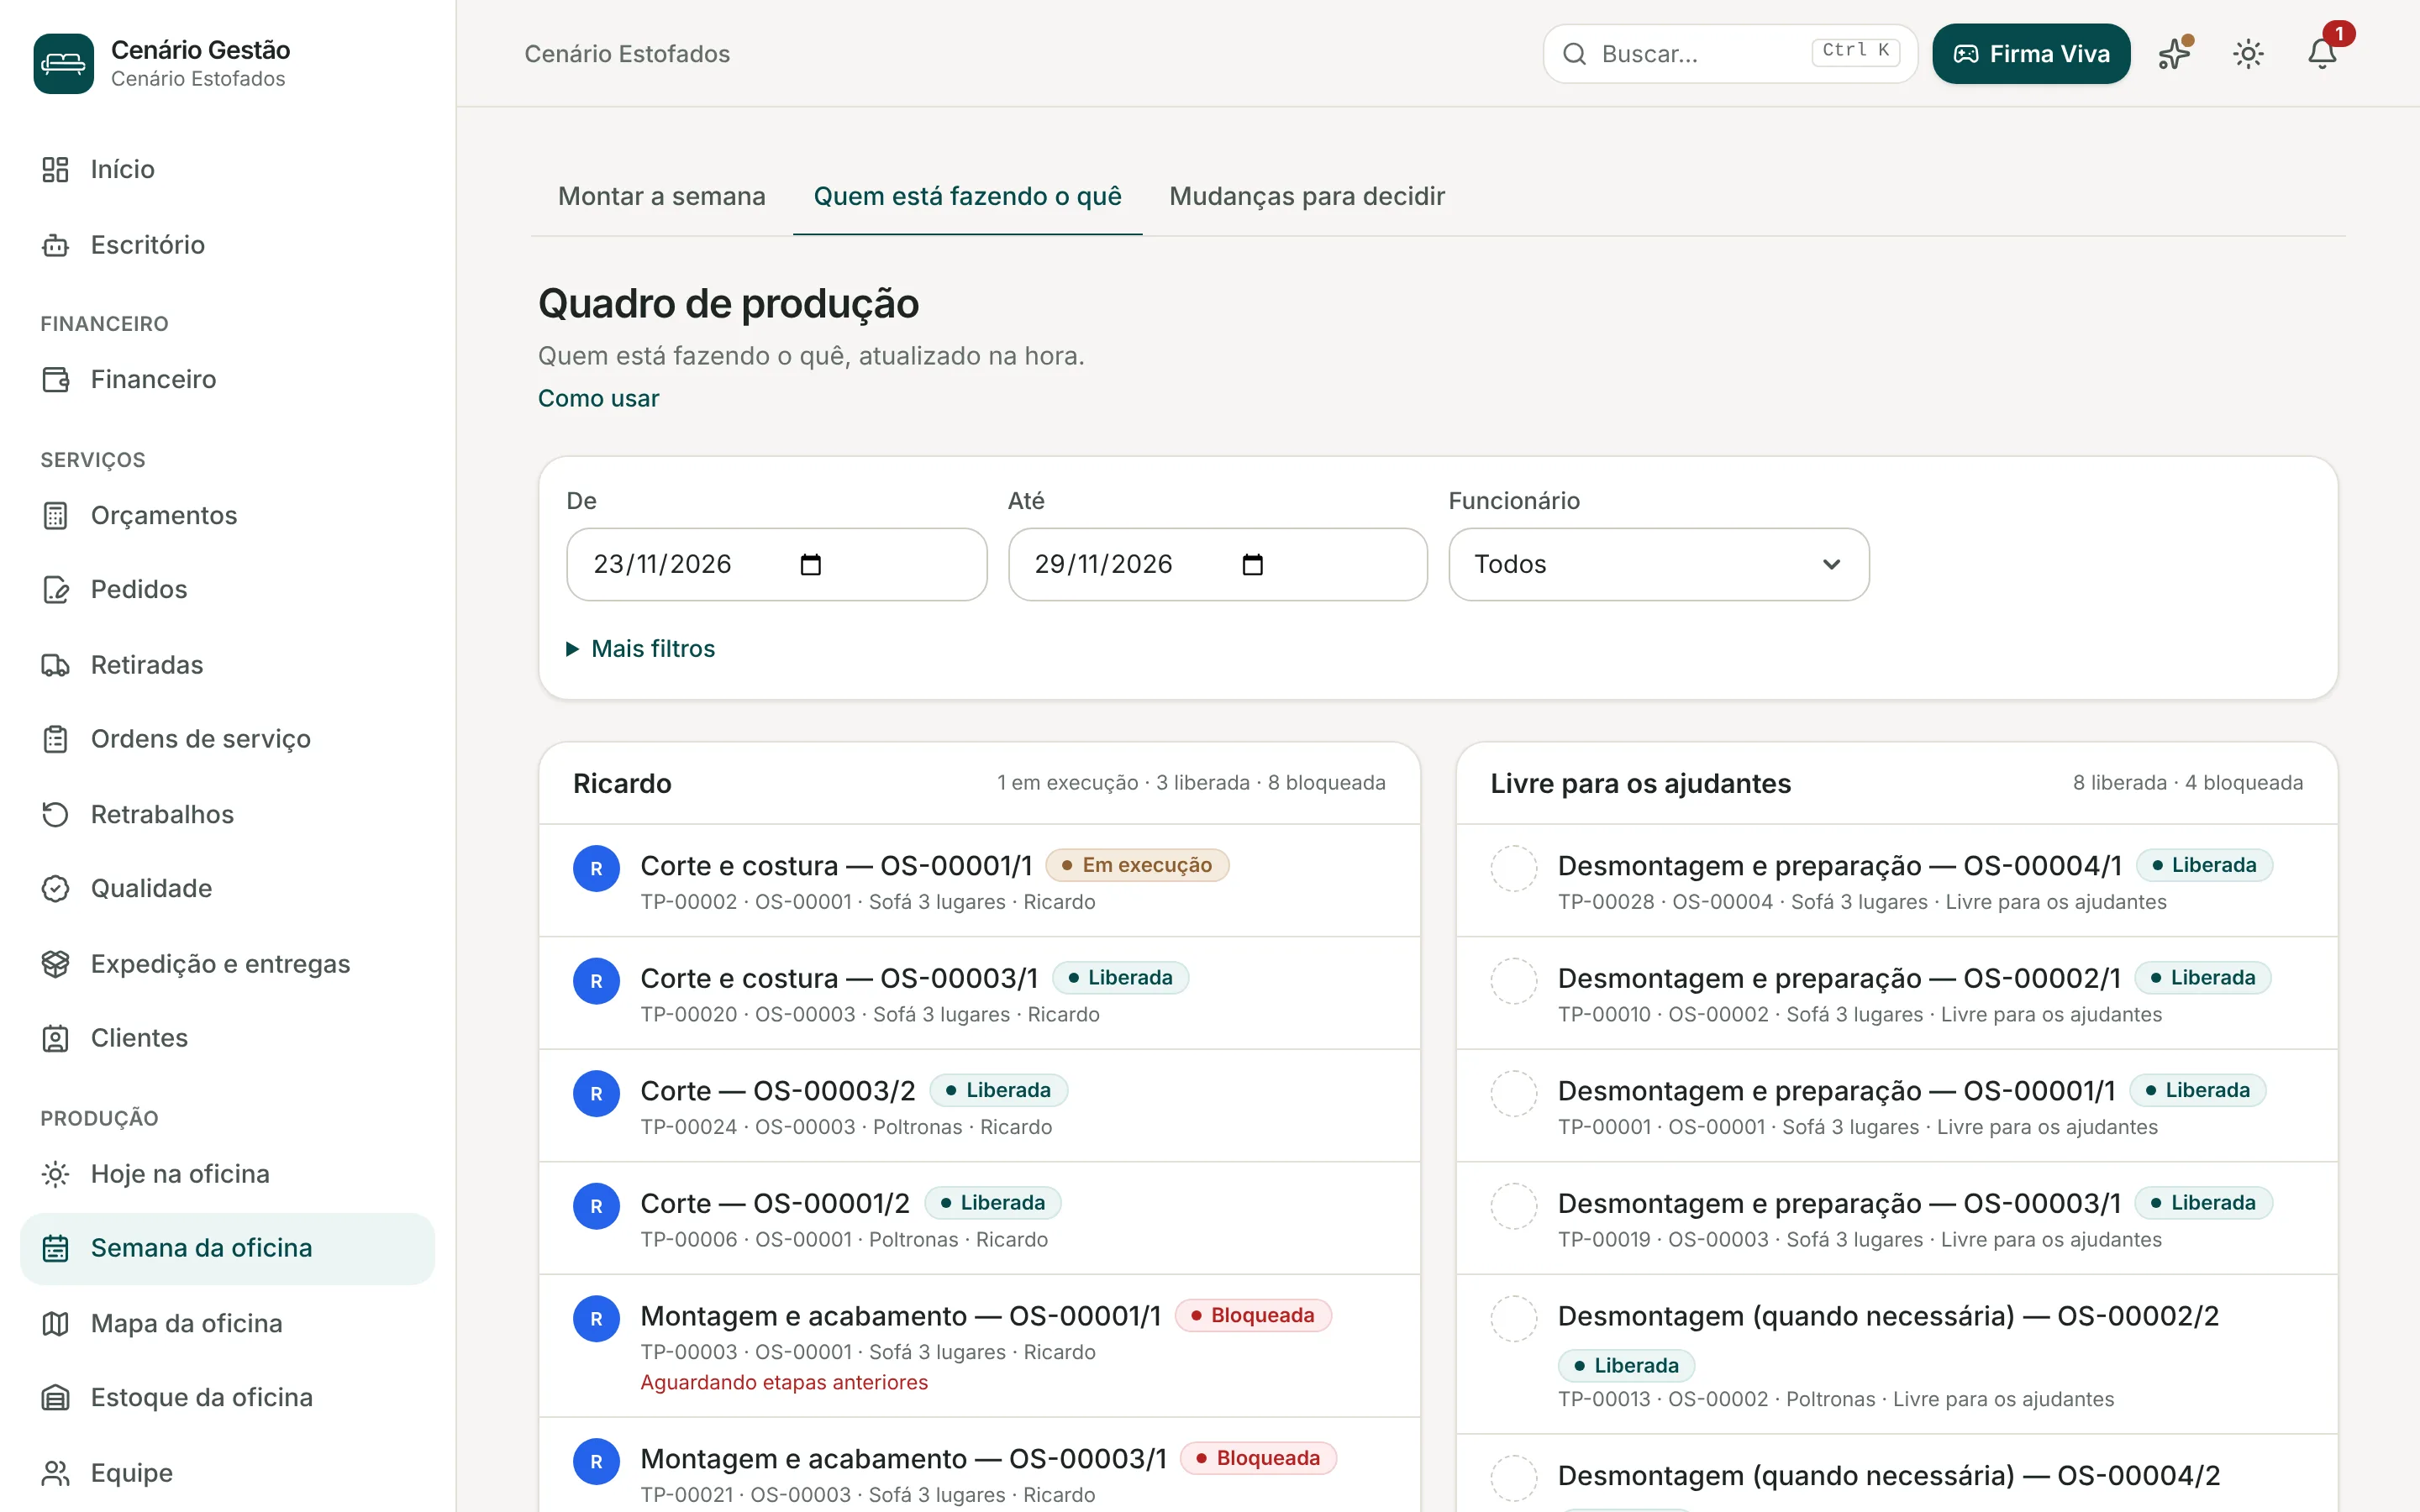 Cenário Gestão
Cenário Estofados
Início
Escritório
FINANCEIRO
Financeiro
SERVIÇOS
Orçamentos
Pedidos
Retiradas
Ordens de serviço
Retrabalhos
Qualidade
Expedição e entregas
Clientes
PRODUÇÃO
Hoje na oficina
Semana da oficina
Mapa da oficina
Estoque da oficina
Equipe
Cenário Estofados
Buscar... Ctrl K
Firma Viva
1
Montar a semana Quem está fazendo o quê Mudanças para decidir
Quadro de produção
Quem está fazendo o quê, atualizado na hora.
Como usar
De Até Funcionário
23/11/2026 29/11/2026 Todos
Mais filtros
Ricardo 1 em execução · 3 liberada · 8 bloqueada
R Corte e costura — OS-00001/1 Em execução
TP-00002 · OS-00001 · Sofá 3 lugares · Ricardo
R Corte e costura — OS-00003/1 Liberada
TP-00020 · OS-00003 · Sofá 3 lugares · Ricardo
R Corte — OS-00003/2 Liberada
TP-00024 · OS-00003 · Poltronas · Ricardo
R Corte — OS-00001/2 Liberada
TP-00006 · OS-00001 · Poltronas · Ricardo
R Montagem e acabamento — OS-00001/1 Bloqueada
TP-00003 · OS-00001 · Sofá 3 lugares · Ricardo
Aguardando etapas anteriores
R Montagem e acabamento — OS-00003/1 Bloqueada
TP-00021 · OS-00003 · Sofá 3 lugares · Ricardo
Livre para os ajudantes 8 liberada · 4 bloqueada
Desmontagem e preparação — OS-00004/1 Liberada
TP-00028 · OS-00004 · Sofá 3 lugares · Livre para os ajudantes
Desmontagem e preparação — OS-00002/1 Liberada
TP-00010 · OS-00002 · Sofá 3 lugares · Livre para os ajudantes
Desmontagem e preparação — OS-00001/1 Liberada
TP-00001 · OS-00001 · Sofá 3 lugares · Livre para os ajudantes
Desmontagem e preparação — OS-00003/1 Liberada
TP-00019 · OS-00003 · Sofá 3 lugares · Livre para os ajudantes
Desmontagem (quando necessária) — OS-00002/2
Liberada
TP-00013 · OS-00002 · Poltronas · Livre para os ajudantes
Desmontagem (quando necessária) — OS-00004/2